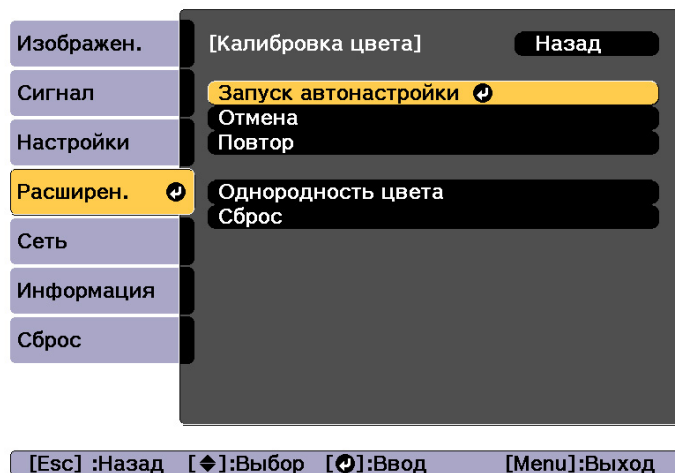 Изображен.
Сигнал
Настройки
Расширен.
Сеть
Информация
Сброс
[Калибровка цвета] Назад
Запуск автонастройки
Отмена
Повтор
Однородность цвета
Сброс
[Esc] :Назад [◆]:Выбор [↵]:Ввод [Menu]:Выход